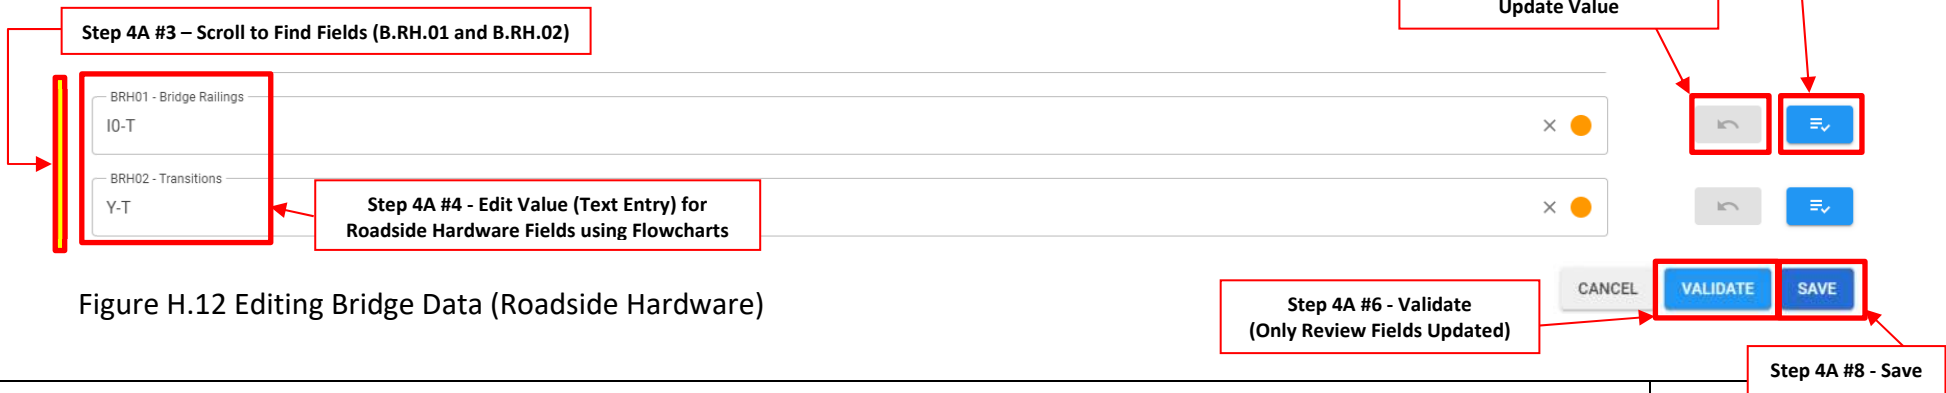 Update Value
Step 4A #3 – Scroll to Find Fields (B.RH.01 and B.RH.02)
BRH01 - Bridge Railings
I0-T
BRH02 - Transitions
Y-T
Step 4A #4 - Edit Value (Text Entry) for
Roadside Hardware Fields using Flowcharts
CANCEL
VALIDATE
SAVE
Figure H.12 Editing Bridge Data (Roadside Hardware)
Step 4A #6 - Validate
(Only Review Fields Updated)
Step 4A #8 - Save